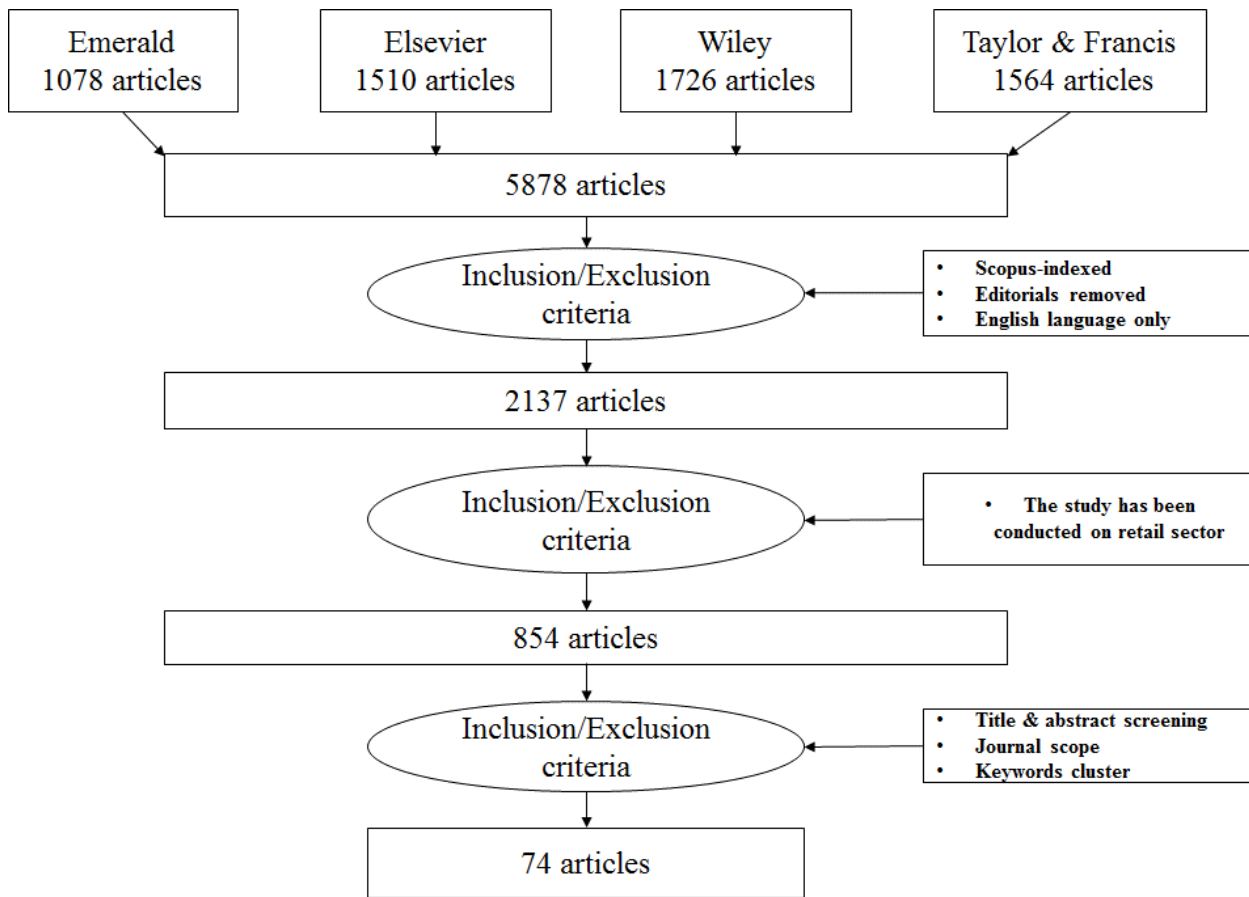 Emerald
1078 articles
Elsevier
1510 articles
Wiley
1726 articles
Taylor & Francis
1564 articles
5878 articles
Inclusion/Exclusion
criteria
• Scopus-indexed
• Editorials removed
• English language only
2137 articles
Inclusion/Exclusion
criteria
• The study has been
conducted on retail sector
854 articles
Inclusion/Exclusion
criteria
• Title & abstract screening
• Journal scope
• Keywords cluster
74 articles